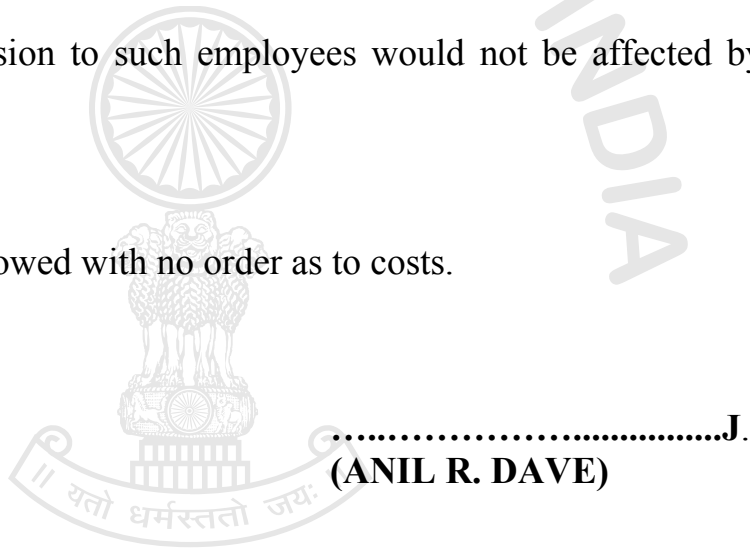 sion to such employees would not be affected by
owed with no order as to costs.
…..……………................J.
(ANIL R. DAVE)
INDIA
॥ यतो धर्मस्ततो जयः ॥